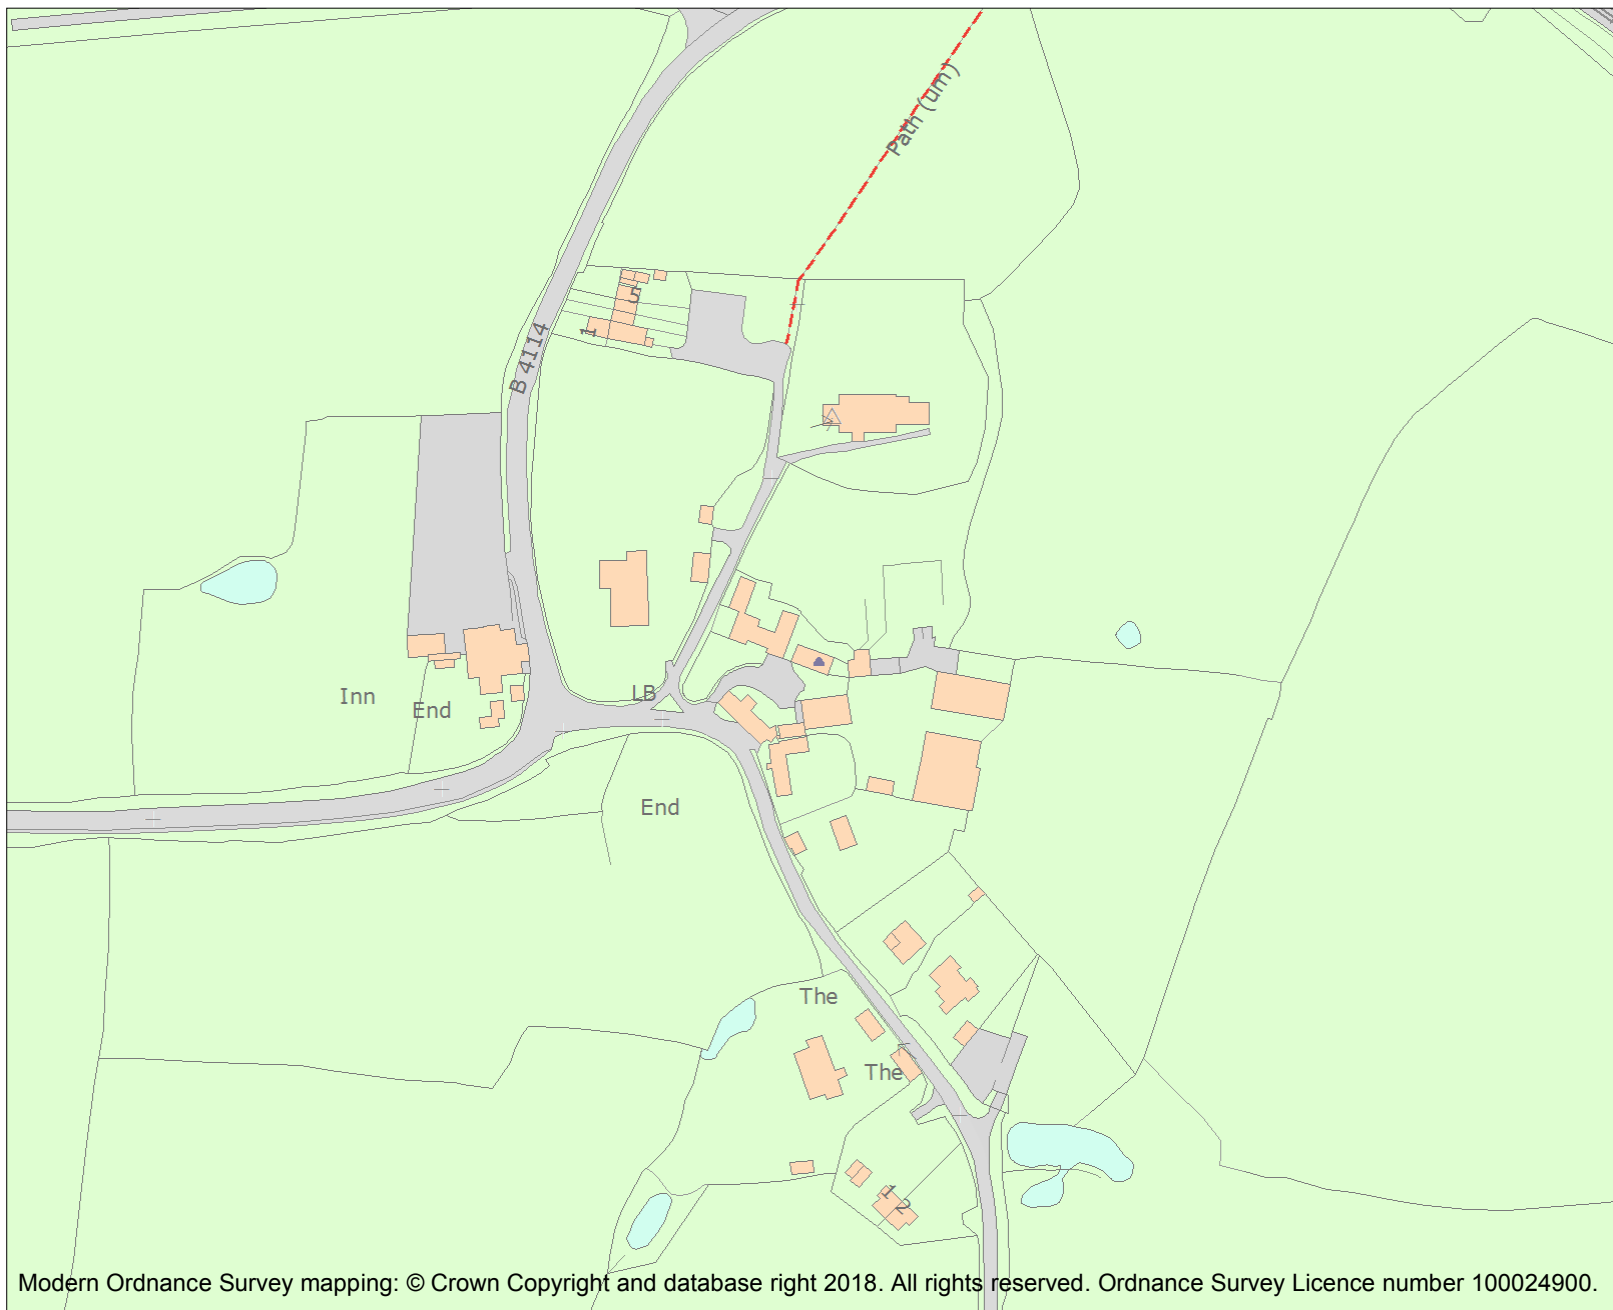 Path (um)
5
1
B 4114
LB
Inn
End
End
The
The
1
2
Modern Ordnance Survey mapping: © Crown Copyright and database right 2018. All rights reserved. Ordnance Survey Licence number 100024900.